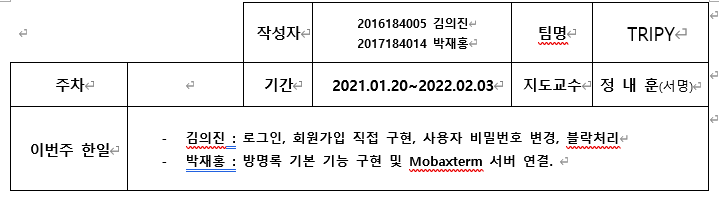 작성자
2016184005 김의진
2017184014 박재홍
팀명
TRIPY
주차
기간
2021.01.20~2022.02.03
지도교수
정 내 훈(서명)
이번주 한일
- 김의진 : 로그인, 회원가입 직접 구현, 사용자 비밀번호 변경, 블락처리
- 박재홍 : 방명록 기본 기능 구현 및 Mobaxterm 서버 연결.